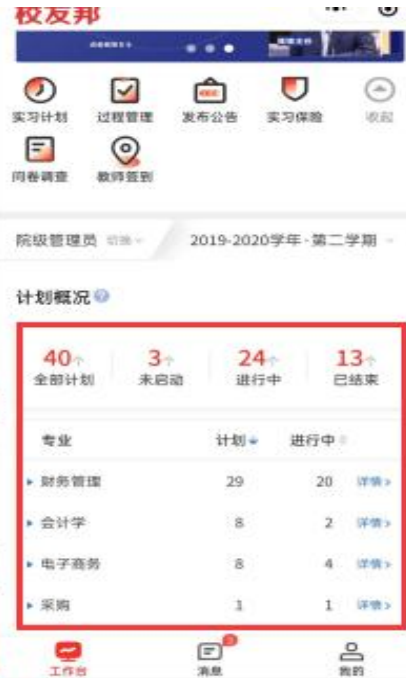 校友邦
实习计划 过程管理 发布公告 实习保险 收起
问卷调查 教师签到
院级管理员 切换 2019-2020学年-第二学期
计划概况
40个 3个 24个 13个
全部计划 未启动 进行中 已结束
专业 计划 进行中
财务管理 29 20 详情>
会计学 8 2 详情>
电子商务 8 4 详情>
采购 1 1 详情>
3
工作台 消息 我的